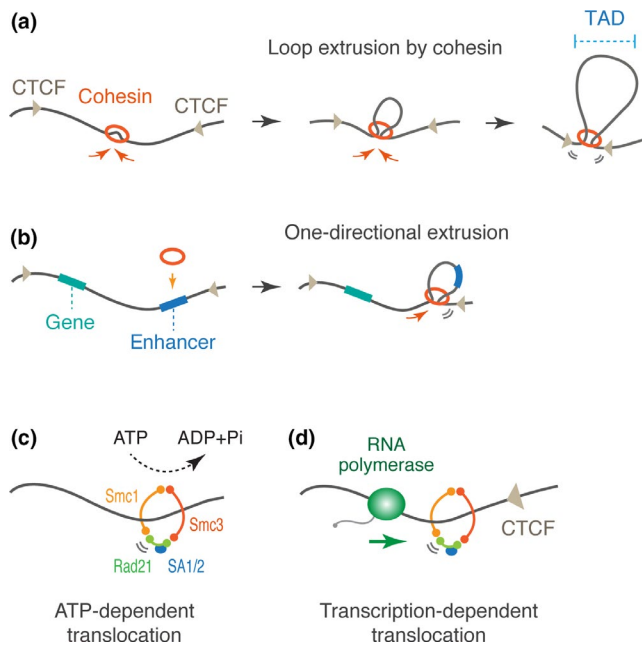 (a)
Loop extrusion by cohesin
TAD
CTCF
Cohesin
CTCF
(b)
One-directional extrusion
Gene
Enhancer
(c)
ATP
ADP+Pi
Smc1
Smc3
Rad21
SA1/2
ATP-dependent
translocation
(d)
RNA
polymerase
CTCF
Transcription-dependent
translocation